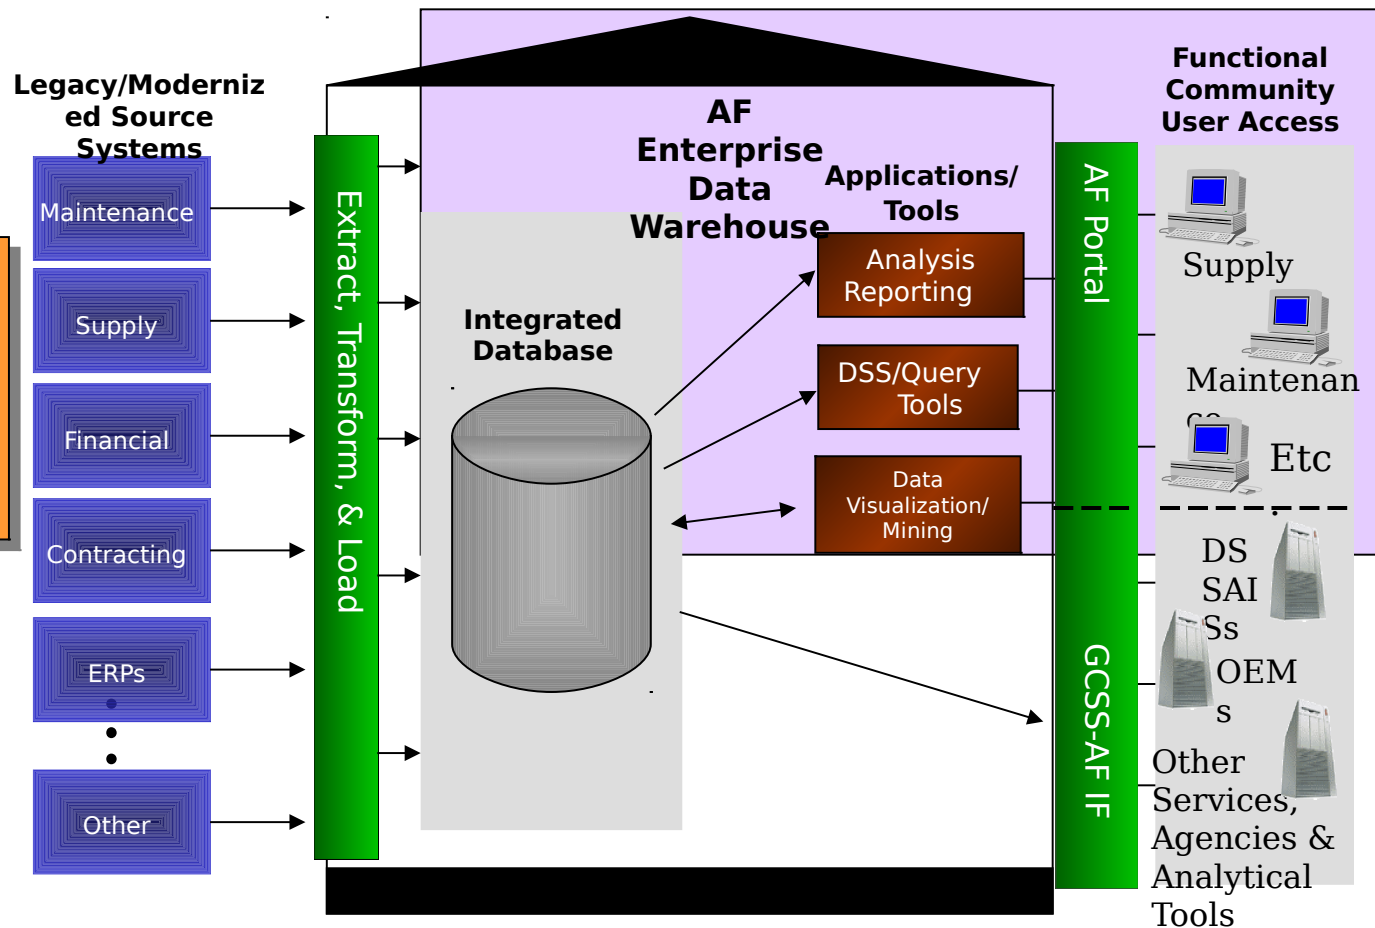 Legacy/Moderniz
ed Source
Systems
Maintenance
Supply
Financial
Contracting
ERPs
Other
Extract, Transform, & Load
AF
Enterprise
Data
Warehouse
Integrated
Database
Applications/
Tools
Analysis
Reporting
DSS/Query
Tools
Data
Visualization/
Mining
AF Portal
GCSS-AF IF
Functional
Community
User Access
Supply
Maintenan
ce
Etc
.
DS
SAI
Ss
OEM
s
Other
Services,
Agencies &
Analytical
Tools